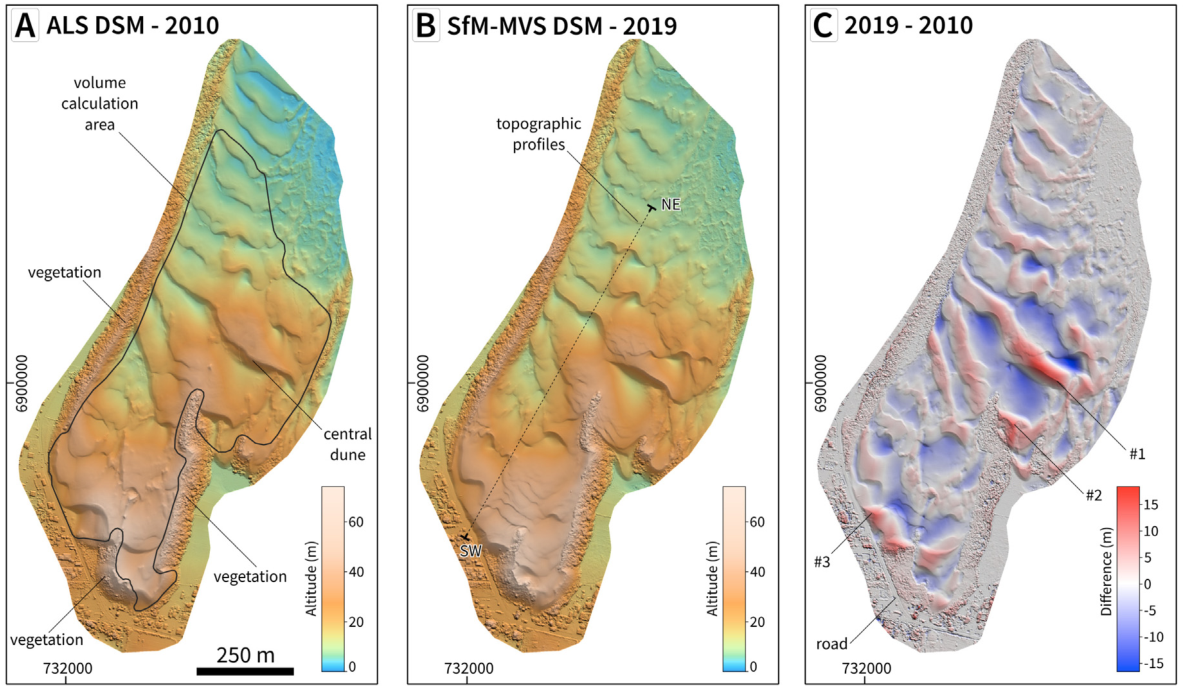 A ALS DSM - 2010
volume
calculation
area
vegetation
central
dune
vegetation
vegetation
6900000
732000
250 m
Altitude (m)
60
40
20
0
B SfM-MVS DSM - 2019
topographic
profiles
NE
SW
6900000
732000
Altitude (m)
60
40
20
0
C 2019 - 2010
#1
#2
#3
road
6900000
732000
Difference (m)
15
10
5
0
-5
-10
-15